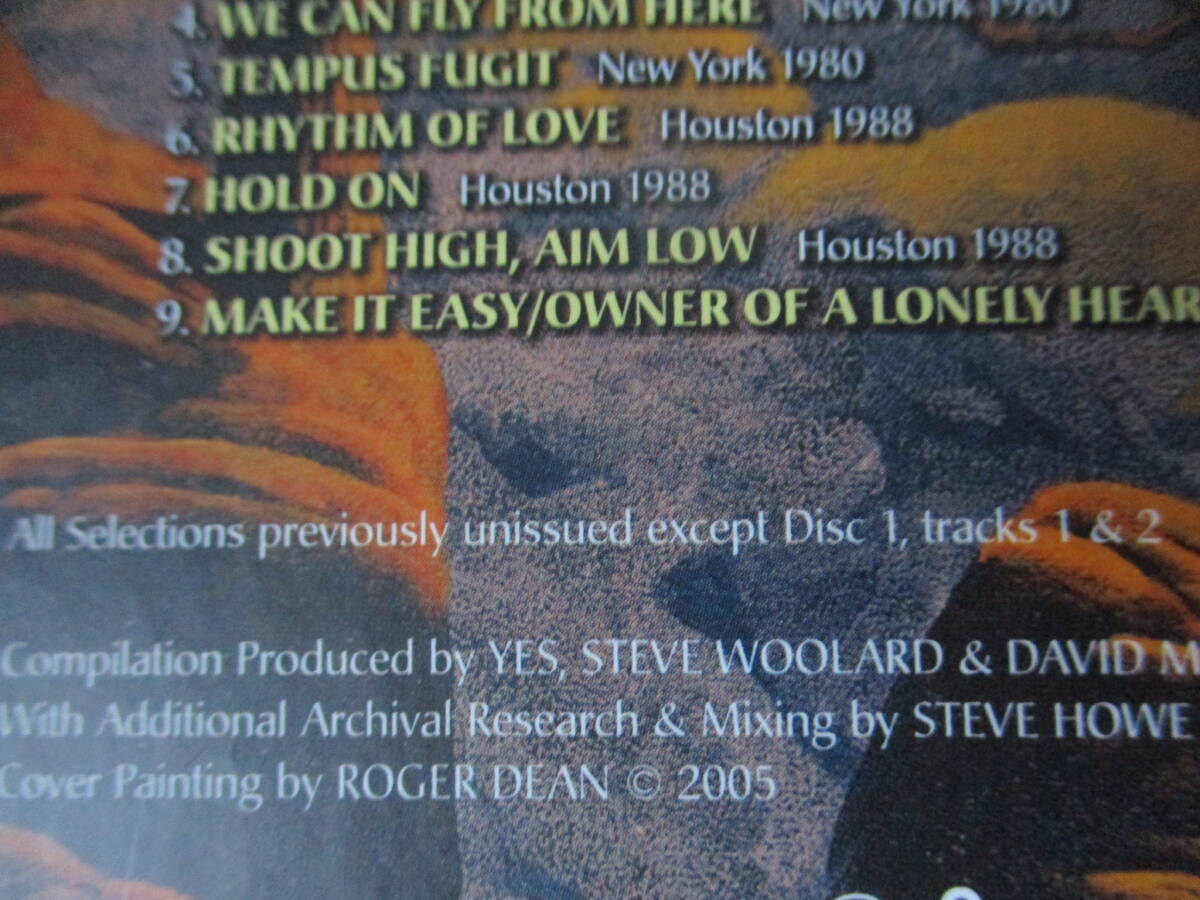 4. WE CAN FLY FROM HERE New York 1980
5. TEMPUS FUGIT New York 1980
6. RHYTHM OF LOVE Houston 1988
7. HOLD ON Houston 1988
8. SHOOT HIGH, AIM LOW Houston 1988
9. MAKE IT EASY/OWNER OF A LONELY HEAR
All Selections previously unissued except Disc 1, tracks 1 & 2
Compilation Produced by YES, STEVE WOOLARD & DAVID M
With Additional Archival Research & Mixing by STEVE HOWE
Cover Painting by ROGER DEAN © 2005